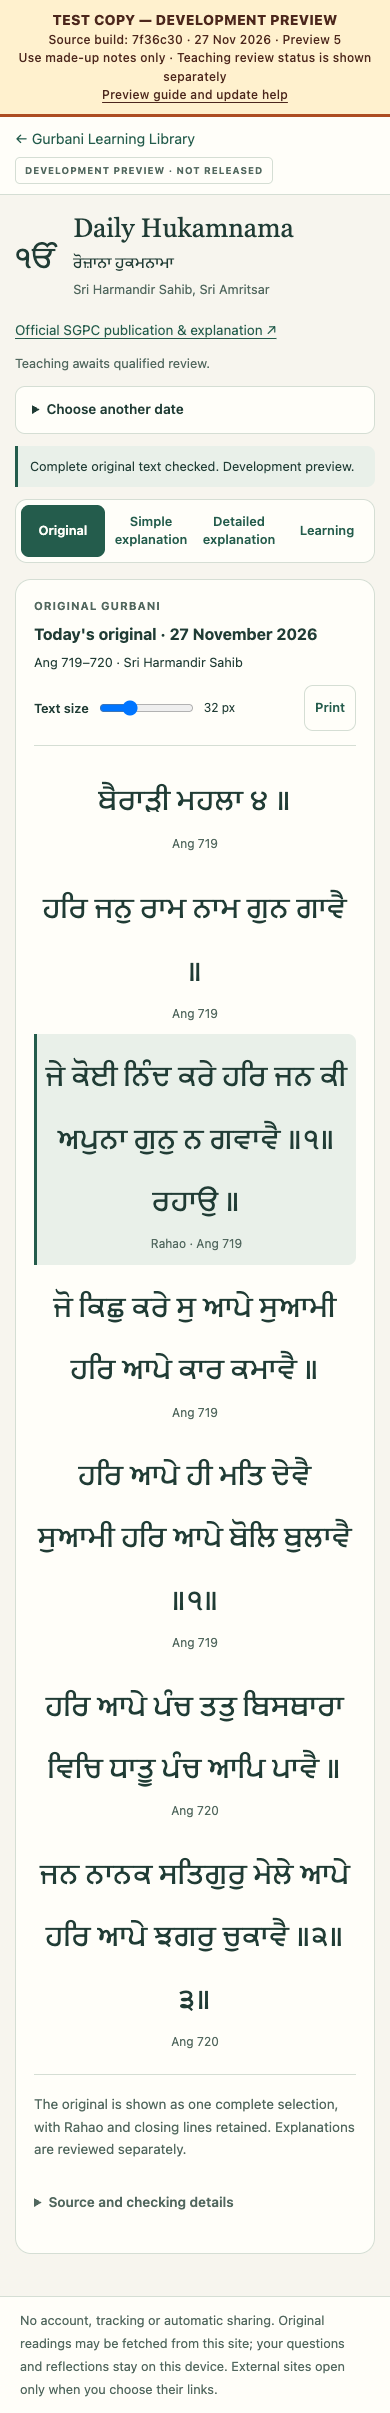 TEST COPY — DEVELOPMENT PREVIEW
Source build: 7f36c30 · 27 Nov 2026 · Preview 5
Use made-up notes only · Teaching review status is shown
separately
Preview guide and update help
← Gurbani Learning Library
DEVELOPMENT PREVIEW · NOT RELEASED
ੴ
Daily Hukamnama
ਰੋਜ਼ਾਨਾ ਹੁਕਮਨਾਮਾ
Sri Harmandir Sahib, Sri Amritsar
Official SGPC publication & explanation ↗
Teaching awaits qualified review.
▶ Choose another date
Complete original text checked. Development preview.
Original
Simple
explanation
Detailed
explanation
Learning
ORIGINAL GURBANI
Today's original · 27 November 2026
Ang 719–720 · Sri Harmandir Sahib
Text size 32 px Print
ਬੈਰਾੜੀ ਮਹਲਾ ੪ ॥
Ang 719
ਹਰਿ ਜਨੁ ਰਾਮ ਨਾਮ ਗੁਨ ਗਾਵੈ
॥
Ang 719
ਜੇ ਕੋਈ ਨਿੰਦ ਕਰੇ ਹਰਿ ਜਨ ਕੀ
ਅਪੁਨਾ ਗੁਨੁ ਨ ਗਵਾਵੈ ॥੧॥
ਰਹਾਉ ॥
Rahao · Ang 719
ਜੋ ਕਿਛੁ ਕਰੇ ਸੁ ਆਪੇ ਸੁਆਮੀ
ਹਰਿ ਆਪੇ ਕਾਰ ਕਮਾਵੈ ॥
Ang 719
ਹਰਿ ਆਪੇ ਹੀ ਮਤਿ ਦੇਵੈ
ਸੁਆਮੀ ਹਰਿ ਆਪੇ ਬੋਲਿ ਬੁਲਾਵੈ
॥੧॥
Ang 719
ਹਰਿ ਆਪੇ ਪੰਚ ਤਤੁ ਬਿਸਥਾਰਾ
ਵਿਚਿ ਧਾਤੂ ਪੰਚ ਆਪਿ ਪਾਵੈ ॥
Ang 720
ਜਨ ਨਾਨਕ ਸਤਿਗੁਰੁ ਮੇਲੇ ਆਪੇ
ਹਰਿ ਆਪੇ ਝਗਰੁ ਚੁਕਾਵੈ ॥੨॥
੩॥
Ang 720
The original is shown as one complete selection,
with Rahao and closing lines retained. Explanations
are reviewed separately.
▶ Source and checking details
No account, tracking or automatic sharing. Original
readings may be fetched from this site; your questions
and reflections stay on this device. External sites open
only when you choose their links.